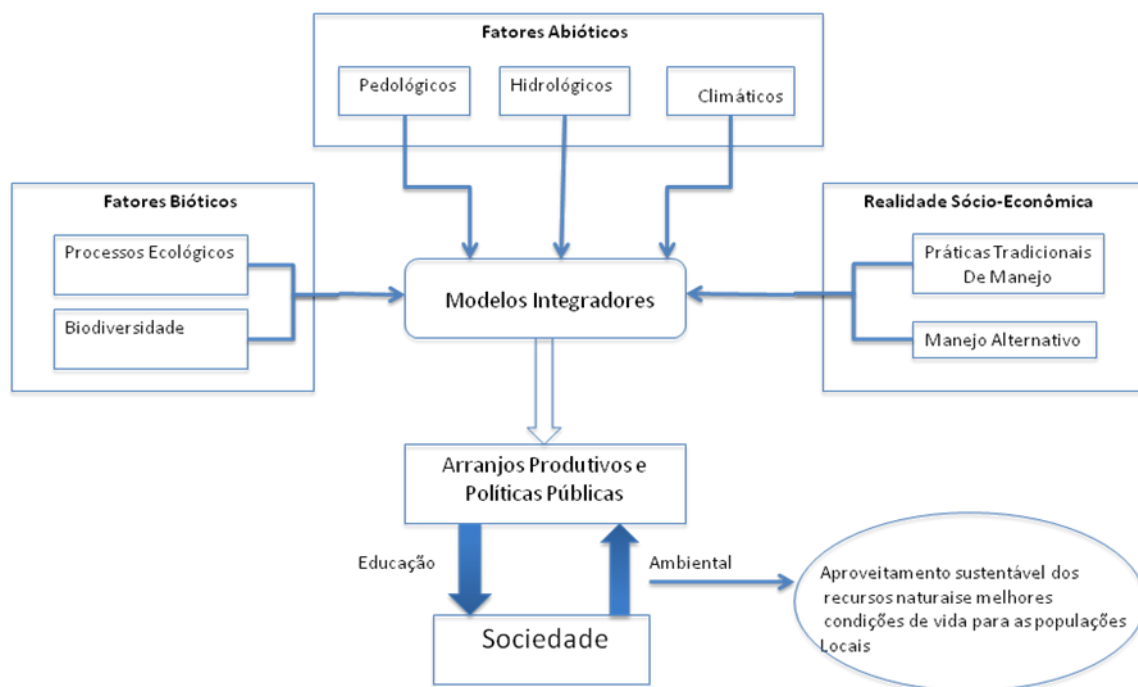 Fatores Abióticos
Pedológicos
Hidrológicos
Climáticos
Fatores Bióticos
Processos Ecológicos
Biodiversidade
Realidade Sócio-Econômica
Práticas Tradicionais
De Manejo
Manejo Alternativo
Modelos Integradores
Arranjos Produtivos e
Políticas Públicas
Educação
Ambiental
Sociedade
Aproveitamento sustentável dos
recursos naturaise melhores
condições de vida para as populações
Locais